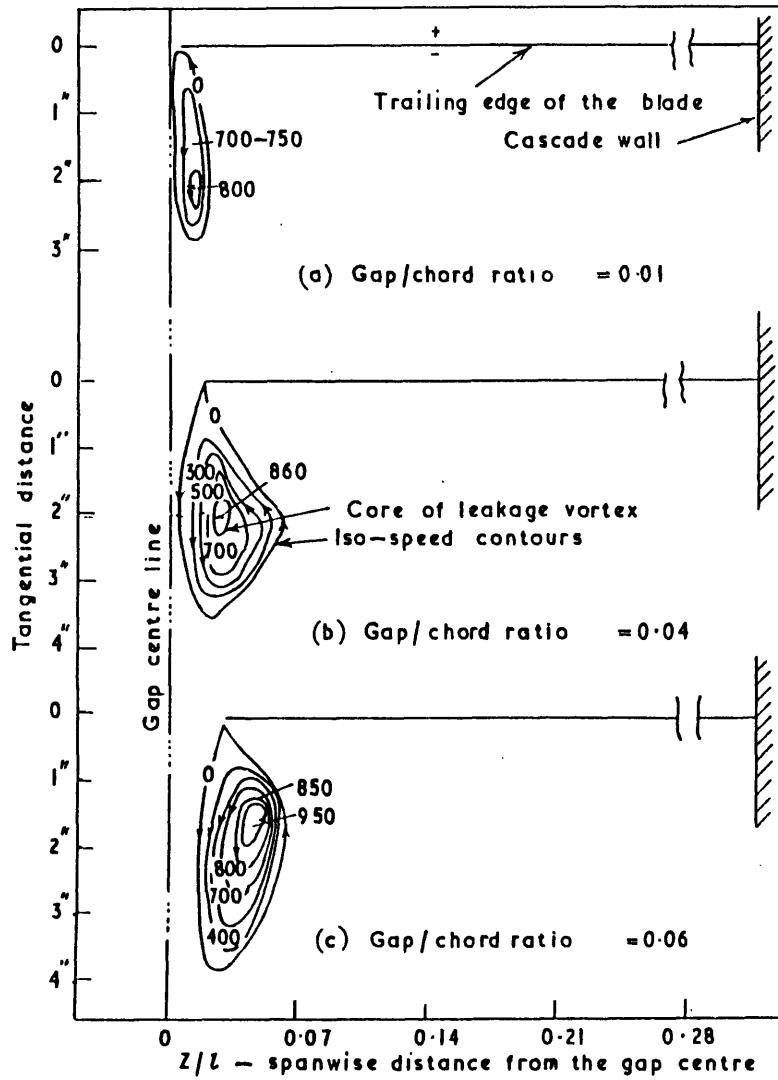 0
+
-
Trailing edge of the blade
Cascade wall
0
1"
700-750
2"
800
3"
(a) Gap/chord ratio = 0·01
0
0
1"
300
860
500
2"
Core of leakage vortex
Iso-speed contours
700
3"
4"
(b) Gap/chord ratio = 0·04
Tangential distance
Gap centre line
0
0
1"
850
950
2"
800
700
3"
400
(c) Gap/chord ratio = 0·06
4"
0 0·07 0·14 0·21 0·28
Z/l – spanwise distance from the gap centre